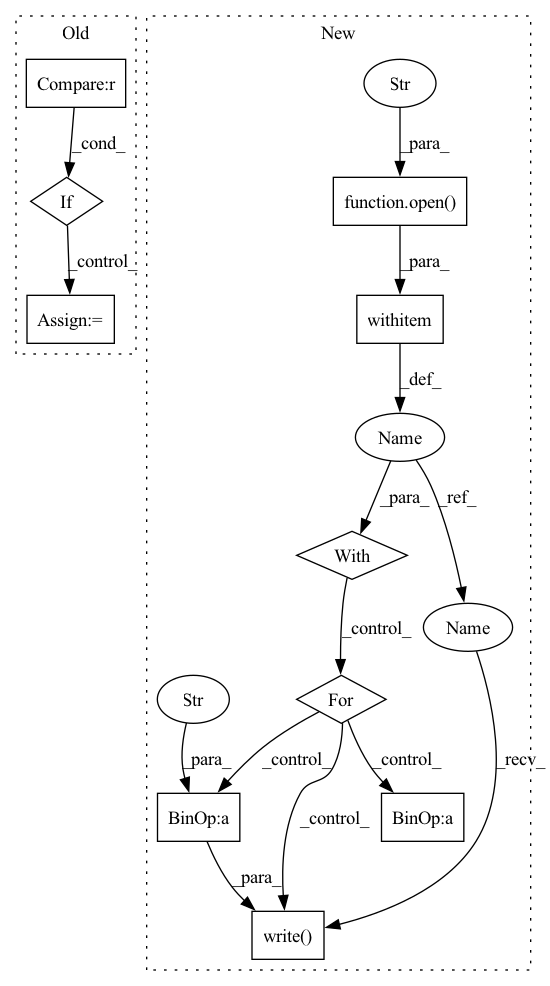 Old
New
Compare:r
Str
_cond_
_para_
If
function.open()
_control_
_para_
Assign:=
withitem
_def_
Name
_para_
_ref_
With
Name
_control_
Str
For
_para_
_control_
_control_
_recv_
BinOp:a
_control_
BinOp:a
_para_
write()